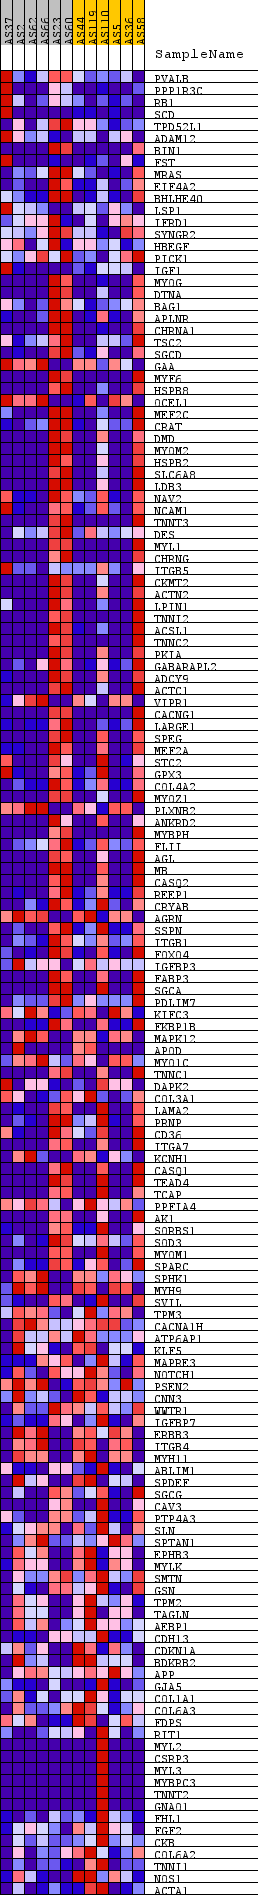 AS37 AS2 AS62 AS66 AS23 AS60 AS44 AS119 AS110 AS5 AS36 AS58
SampleName
PVALB
PPP1R3C
RB1
SCD
TPD52L1
ADAM12
BIN1
FST
MRAS
EIF4A2
BHLHE40
LSP1
IFRD1
SYNGR2
HBEGF
PICK1
IGF1
MYOG
DTNA
BAG1
APLNR
CHRNA1
TSC2
SGCD
GAA
MYF6
HSPB8
OCEL1
MEF2C
CRAT
DMD
MYOM2
HSPB2
SLC6A8
LDB3
NAV2
NCAM1
TNNT3
DES
MYL1
CHRNG
ITGB5
CKMT2
ACTN2
LPIN1
TNNI2
ACSL1
TNNC2
PKIA
GABARAPL2
ADCY9
ACTC1
VIPR1
CACNG1
LARGE1
SPEG
MEF2A
STC2
GPX3
COL4A2
MYOZ1
PLXNB2
ANKRD2
MYBPH
FLII
AGL
MB
CASQ2
REEP1
CRYAB
AGRN
SSPN
ITGB1
FOXO4
IGFBP3
FABP3
SGCA
PDLIM7
KIFC3
FKBP1B
MAPK12
APOD
MYO1C
TNNC1
DAPK2
COL3A1
LAMA2
PRNP
CD36
ITGA7
KCNH1
CASQ1
TEAD4
TCAP
PPFIA4
AK1
SORBS1
SOD3
MYOM1
SPARC
SPHK1
MYH9
SVIL
TPM3
CACNA1H
ATP6AP1
KLF5
MAPRE3
NOTCH1
PSEN2
CNN3
WWTR1
IGFBP7
ERBB3
ITGB4
MYH11
ABLIM1
SPDEF
SGCG
CAV3
PTP4A3
SLN
SPTAN1
EPHB3
MYLK
SMTN
GSN
TPM2
TAGLN
AEBP1
CDH13
CDKN1A
BDKRB2
APP
GJA5
COL1A1
COL6A3
FDPS
RIT1
MYL2
CSRP3
MYL3
MYBPC3
TNNT2
GNAO1
FHL1
FGF2
CKB
COL6A2
TNNI1
NOS1
ACTA1